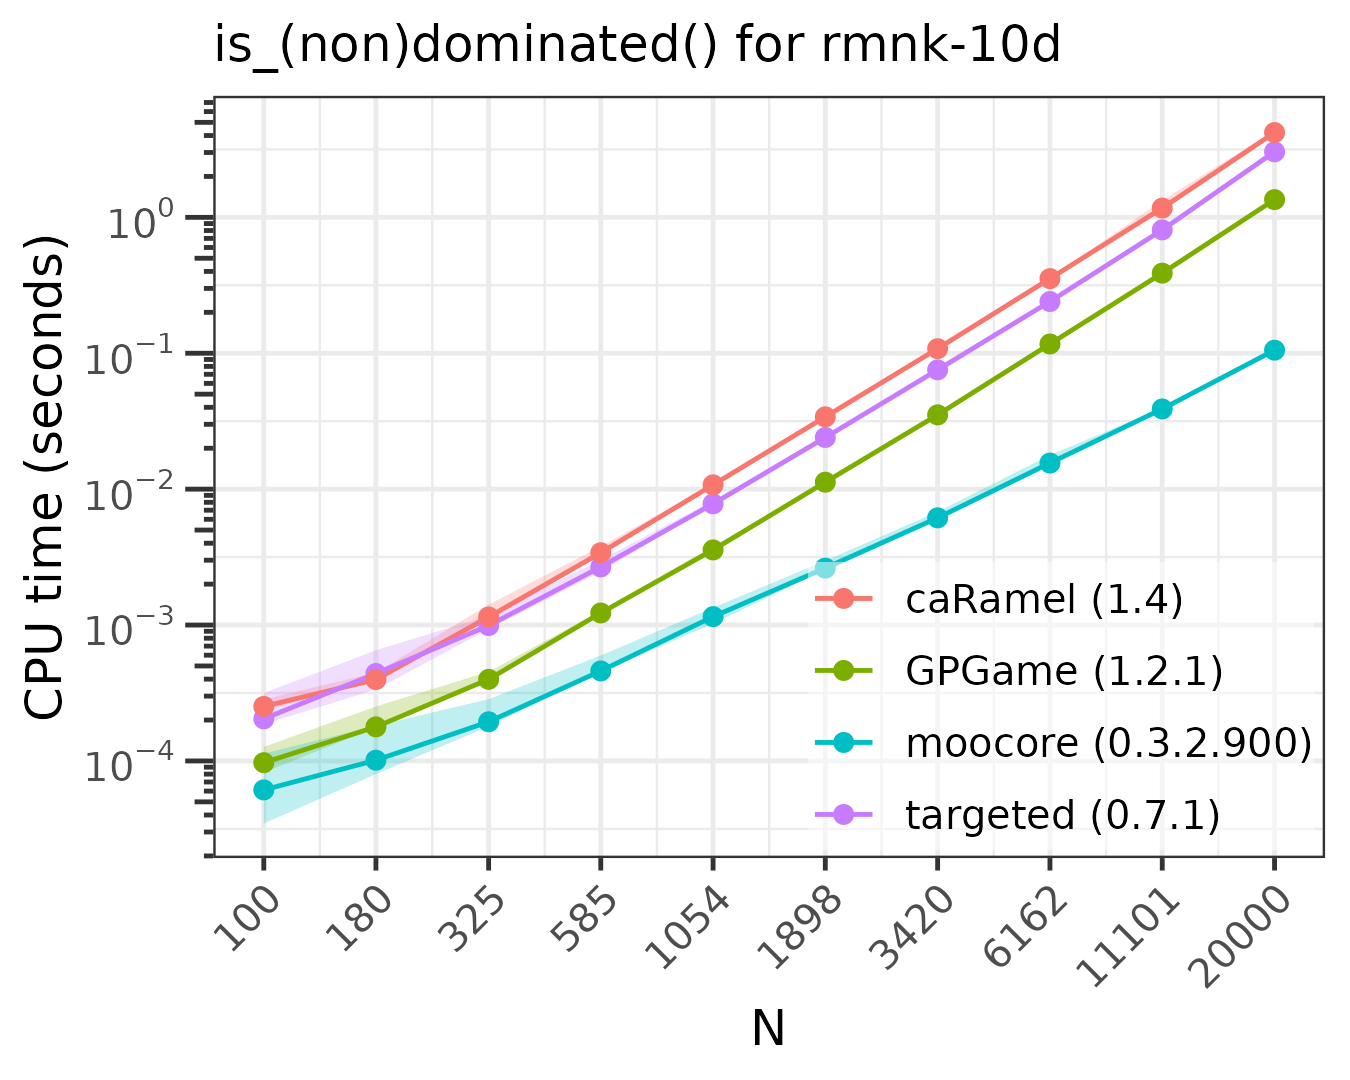 is_(non)dominated() for rmnk-10d
CPU time (seconds)
10⁰
10⁻¹
10⁻²
10⁻³
10⁻⁴
caRamel (1.4)
GPGame (1.2.1)
moocore (0.3.2.900)
targeted (0.7.1)
100 180 325 585 1054 1898 3420 6162 11101 20000
N